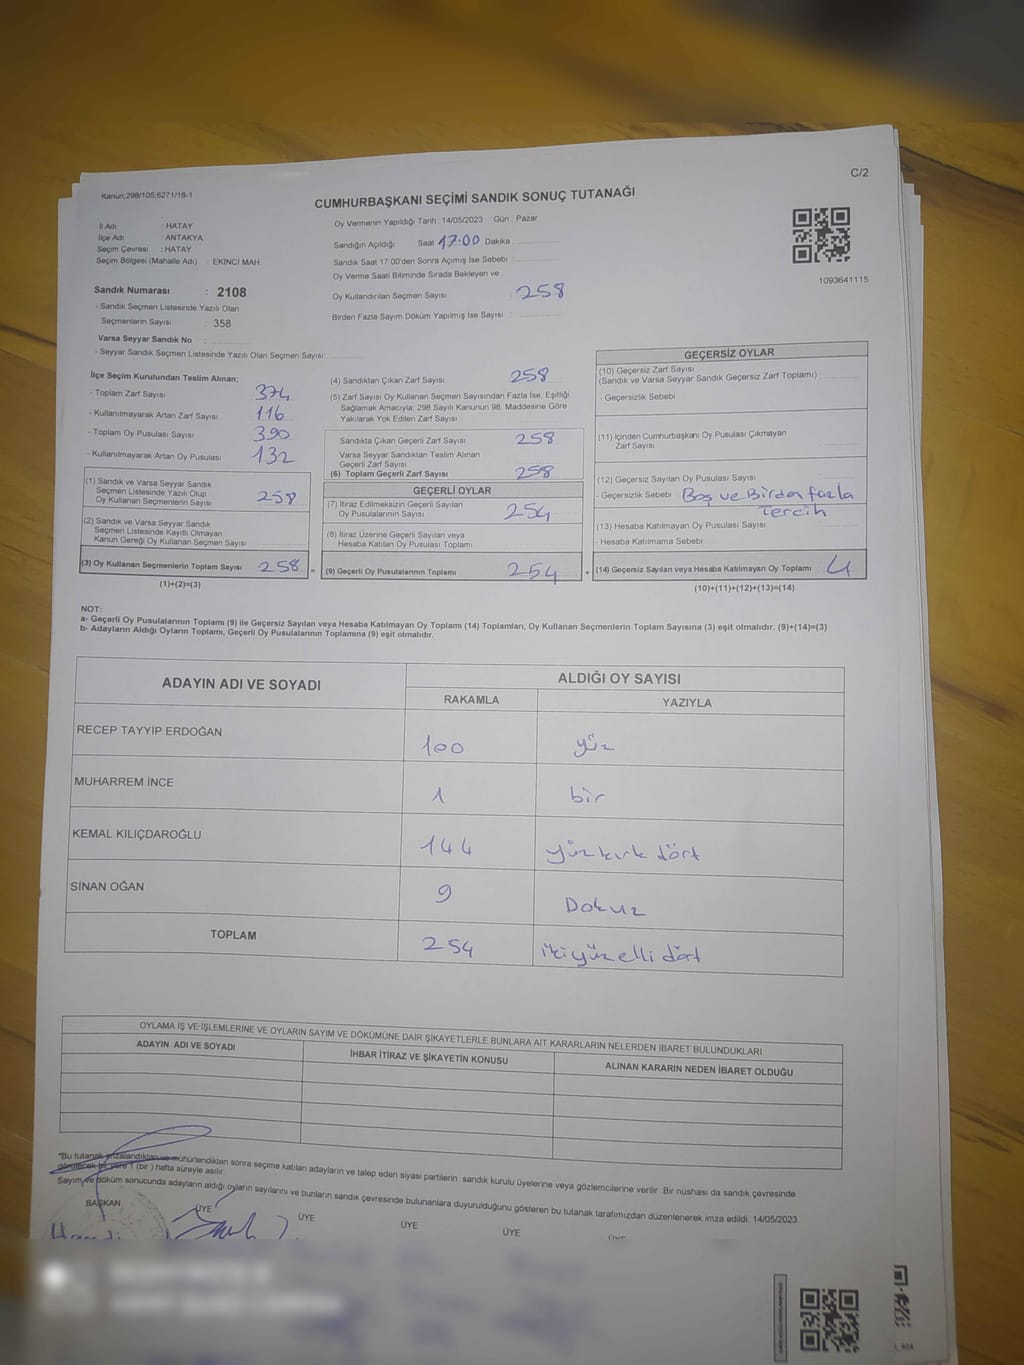 C/2
Kanun;298/105;6271/18-1
CUMHURBAŞKANI SEÇİMİ SANDIK SONUÇ TUTANAĞI
İl Adı : HATAY
İlçe Adı : ANTAKYA
Seçim Çevresi : HATAY
Seçim Bölgesi (Mahalle Adı) : EKİNCİ MAH.
Sandık Numarası : 2108
- Sandık Seçmen Listesinde Yazılı Olan
Seçmenlerin Sayısı : 358
Varsa Seyyar Sandık No :
- Seyyar Sandık Seçmen Listesinde Yazılı Olan Seçmen Sayısı:
Oy Vermenin Yapıldığı Tarih :14/05/2023 Gün : Pazar
Sandığın Açıldığı Saat 17:00 Dakika
Sandık Saat 17:00'den Sonra Açımış İse Sebebi
Oy Verme Saati Bitiminde Sırada Bekleyen ve
Oy Kullandırılan Seçmen Sayısı 258
Birden Fazla Sayım Döküm Yapılmış İse Sayısı :
1093641115
İlçe Seçim Kurulundan Teslim Alınan;
- Toplam Zarf Sayısı 374
- Kullanılmayarak Artan Zarf Sayısı 116
- Toplam Oy Pusulası Sayısı 390
- Kullanılmayarak Artan Oy Pusulası 132
(1) Sandık ve Varsa Seyyar Sandık
Seçmen Listesinde Yazılı Olup
Oy Kullanan Seçmenlerin Sayısı 258
(2) Sandık ve Varsa Seyyar Sandık
Seçmen Listesinde Kayıtlı Olmayan
Kanun Gereği Oy Kullanan Seçmen Sayısı
(3) Oy Kullanan Seçmenlerin Toplam Sayısı 258 =
(1)+(2)=(3)
(4) Sandıktan Çıkan Zarf Sayısı 258
(5) Zarf Sayısı Oy Kullanan Seçmen Sayısından Fazla İse, Eşitliği
Sağlamak Amacıyla; 298 Sayılı Kanunun 98. Maddesine Göre
Yakılarak Yok Edilen Zarf Sayısı
Sandıkta Çıkan Geçerli Zarf Sayısı 258
Varsa Seyyar Sandıktan Teslim Alınan
Geçerli Zarf Sayısı
(6) Toplam Geçerli Zarf Sayısı 258
GEÇERLİ OYLAR
(7) İtiraz Edilmeksizin Geçerli Sayılan
Oy Pusulalarının Sayısı 254
(8) İtiraz Üzerine Geçerli Sayılan veya
Hesaba Katılan Oy Pusulası Toplamı
(9) Geçerli Oy Pusulalarının Toplamı 254 +
GEÇERSİZ OYLAR
(10) Geçersiz Zarf Sayısı
(Sandık ve Varsa Seyyar Sandık Geçersiz Zarf Toplamı)
- Geçersizlik Sebebi
(11) İçinden Cumhurbaşkanı Oy Pusulası Çıkmayan
Zarf Sayısı
(12) Geçersiz Sayılan Oy Pusulası Sayısı
- Geçersizlik Sebebi Boş ve Birden fazla
Tercih
(13) Hesaba Katılmayan Oy Pusulası Sayısı
- Hesaba Katılmama Sebebi
(14) Geçersiz Sayılan veya Hesaba Katılmayan Oy Toplamı 4
(10)+(11)+(12)+(13)=(14)
NOT:
a- Geçerli Oy Pusulalarının Toplamı (9) ile Geçersiz Sayılan veya Hesaba Katılmayan Oy Toplamı (14) Toplamları, Oy Kullanan Seçmenlerin Toplam Sayısına (3) eşit olmalıdır. (9)+(14)=(3)
b- Adayların Aldığı Oyların Toplamı, Geçerli Oy Pusulalarının Toplamına (9) eşit olmalıdır.
ADAYIN ADI VE SOYADI
ALDIĞI OY SAYISI
RAKAMLA YAZIYLA
RECEP TAYYİP ERDOĞAN 100 yüz
MUHARREM İNCE 1 bir
KEMAL KILIÇDAROĞLU 144 yüzkırk dört
SİNAN OĞAN 9 Dokuz
TOPLAM 254 ikiyüzelli dört
OYLAMA İŞ VE İŞLEMLERİNE VE OYLARIN SAYIM VE DÖKÜMÜNE DAİR ŞİKAYETLERLE BUNLARA AİT KARARLARIN NELERDEN İBARET BULUNDUKLARI
ADAYIN ADI VE SOYADI İHBAR İTİRAZ VE ŞİKAYETİN KONUSU ALINAN KARARIN NEDEN İBARET OLDUĞU
*Bu tutanak imzalandıktan ve mühürlendikten sonra seçime katılan adayların ve talep eden siyasi partilerin sandık kurulu üyelerine veya gözlemcilerine verilir. Bir nüshası da sandık çevresinde
görülecek bir yere 1 (bir ) hafta süreyle asılır.
Sayım ve döküm sonucunda adayların aldığı oyların sayılarını ve bunların sandık çevresinde bulunanlara duyurulduğunu gösteren bu tutanak tarafımızdan düzenlenerek imza edildi. 14/05/2023
BAŞKAN ÜYE ÜYE ÜYE ÜYE